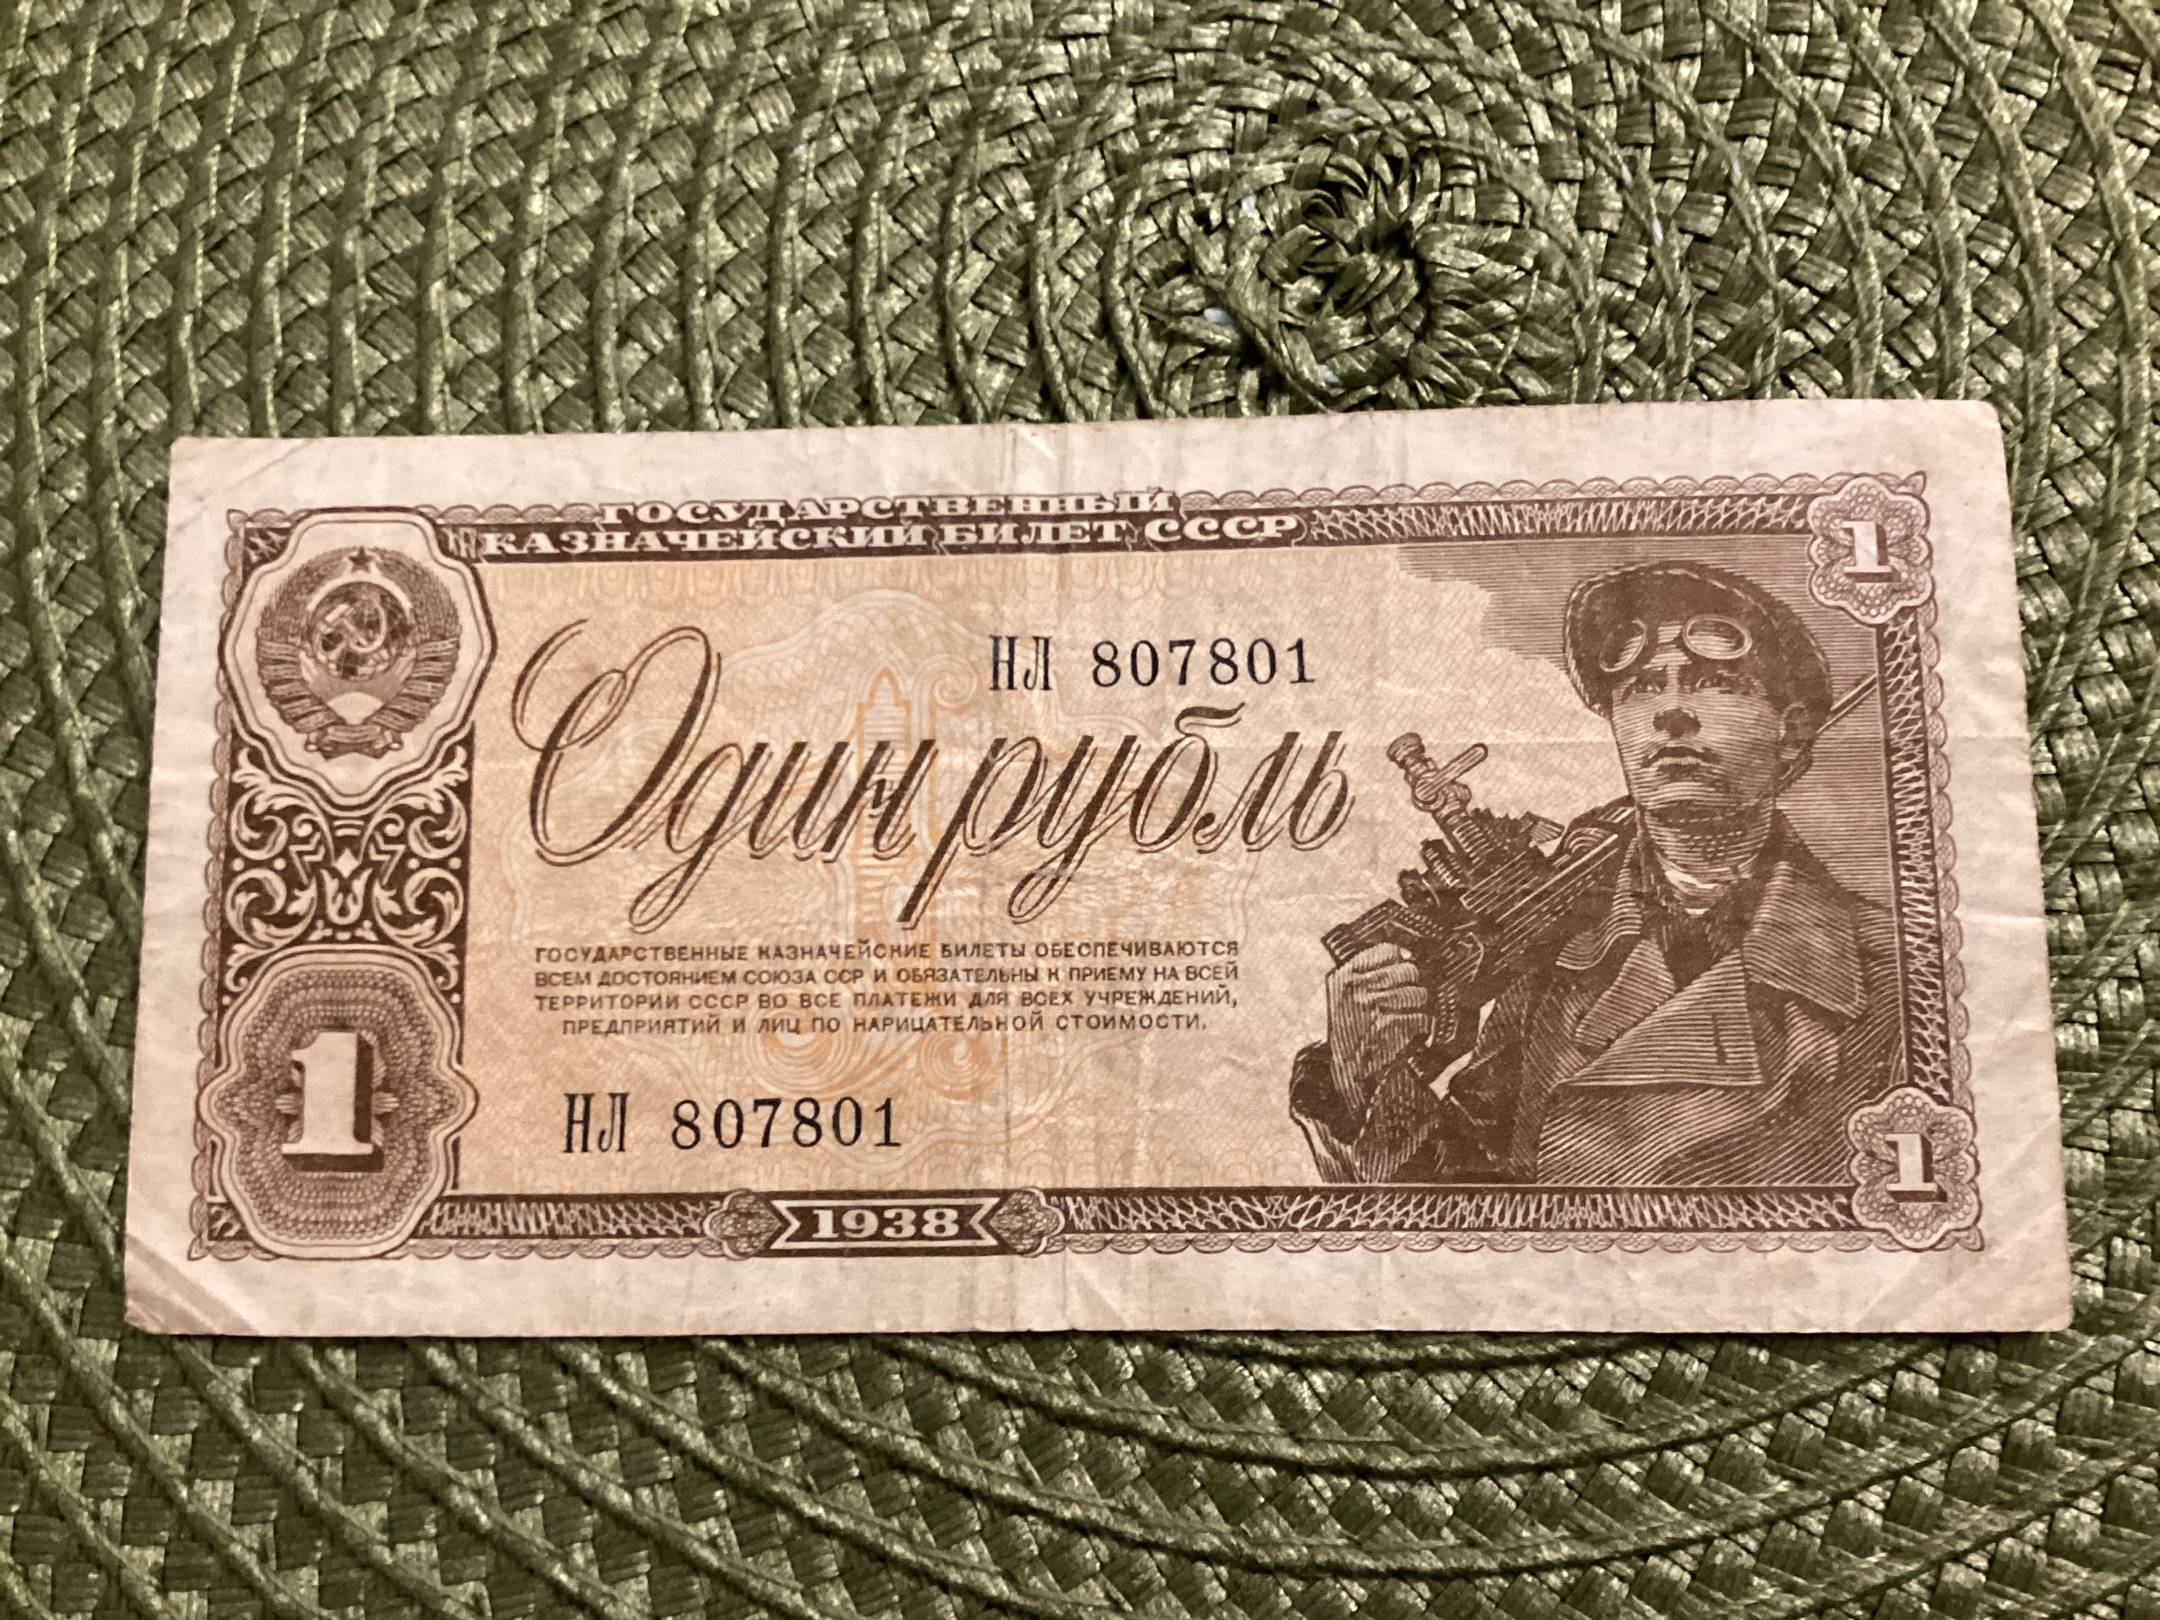 ГОСУДАРСТВЕННЫЙ
КАЗНАЧЕЙСКИЙ БИЛЕТ СССР
1
НЛ 807801
Один рубль
ГОСУДАРСТВЕННЫЕ КАЗНАЧЕЙСКИЕ БИЛЕТЫ ОБЕСПЕЧИВАЮТСЯ
ВСЕМ ДОСТОЯНИЕМ СОЮЗА ССР И ОБЯЗАТЕЛЬНЫ К ПРИЕМУ НА ВСЕЙ
ТЕРРИТОРИИ СССР ВО ВСЕ ПЛАТЕЖИ ДЛЯ ВСЕХ УЧРЕЖДЕНИЙ,
ПРЕДПРИЯТИЙ И ЛИЦ ПО НАРИЦАТЕЛЬНОЙ СТОИМОСТИ.
1
НЛ 807801
1
1938